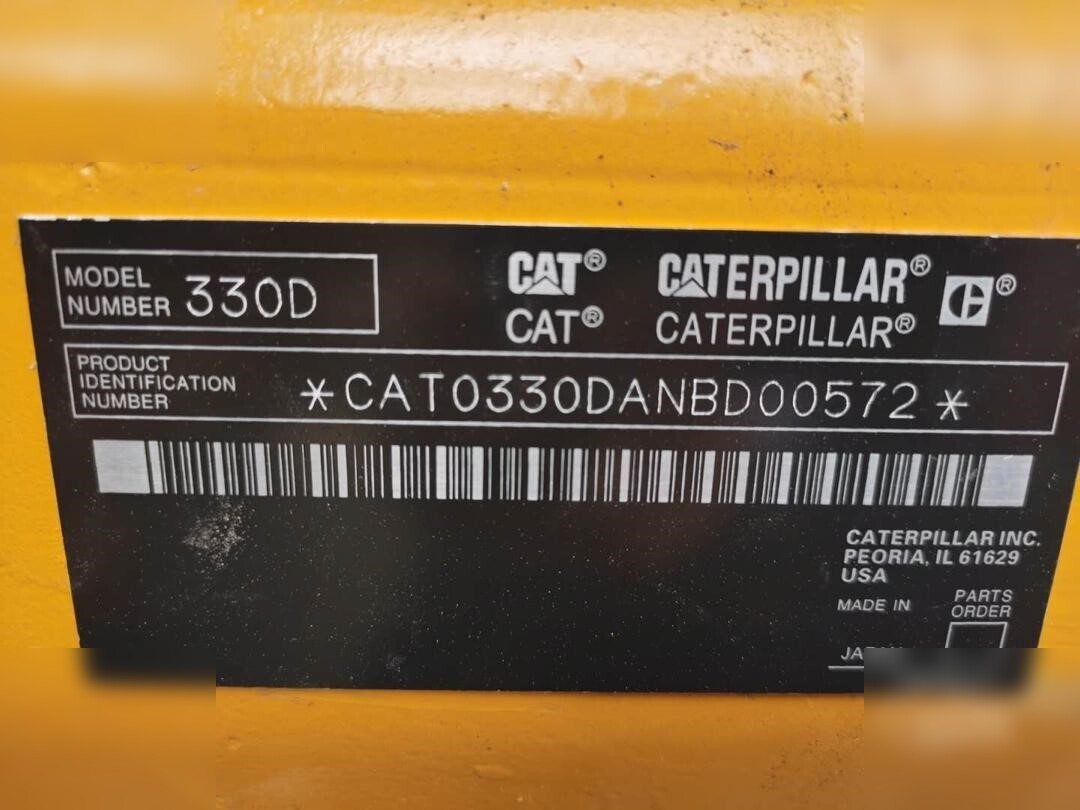 MODEL
NUMBER 330D
CAT® CATERPILLAR® ®
CAT® CATERPILLAR®
PRODUCT
IDENTIFICATION
NUMBER
*CAT0330DANBD00572*
CATERPILLAR INC.
PEORIA, IL 61629
USA
MADE IN
PARTS
ORDER